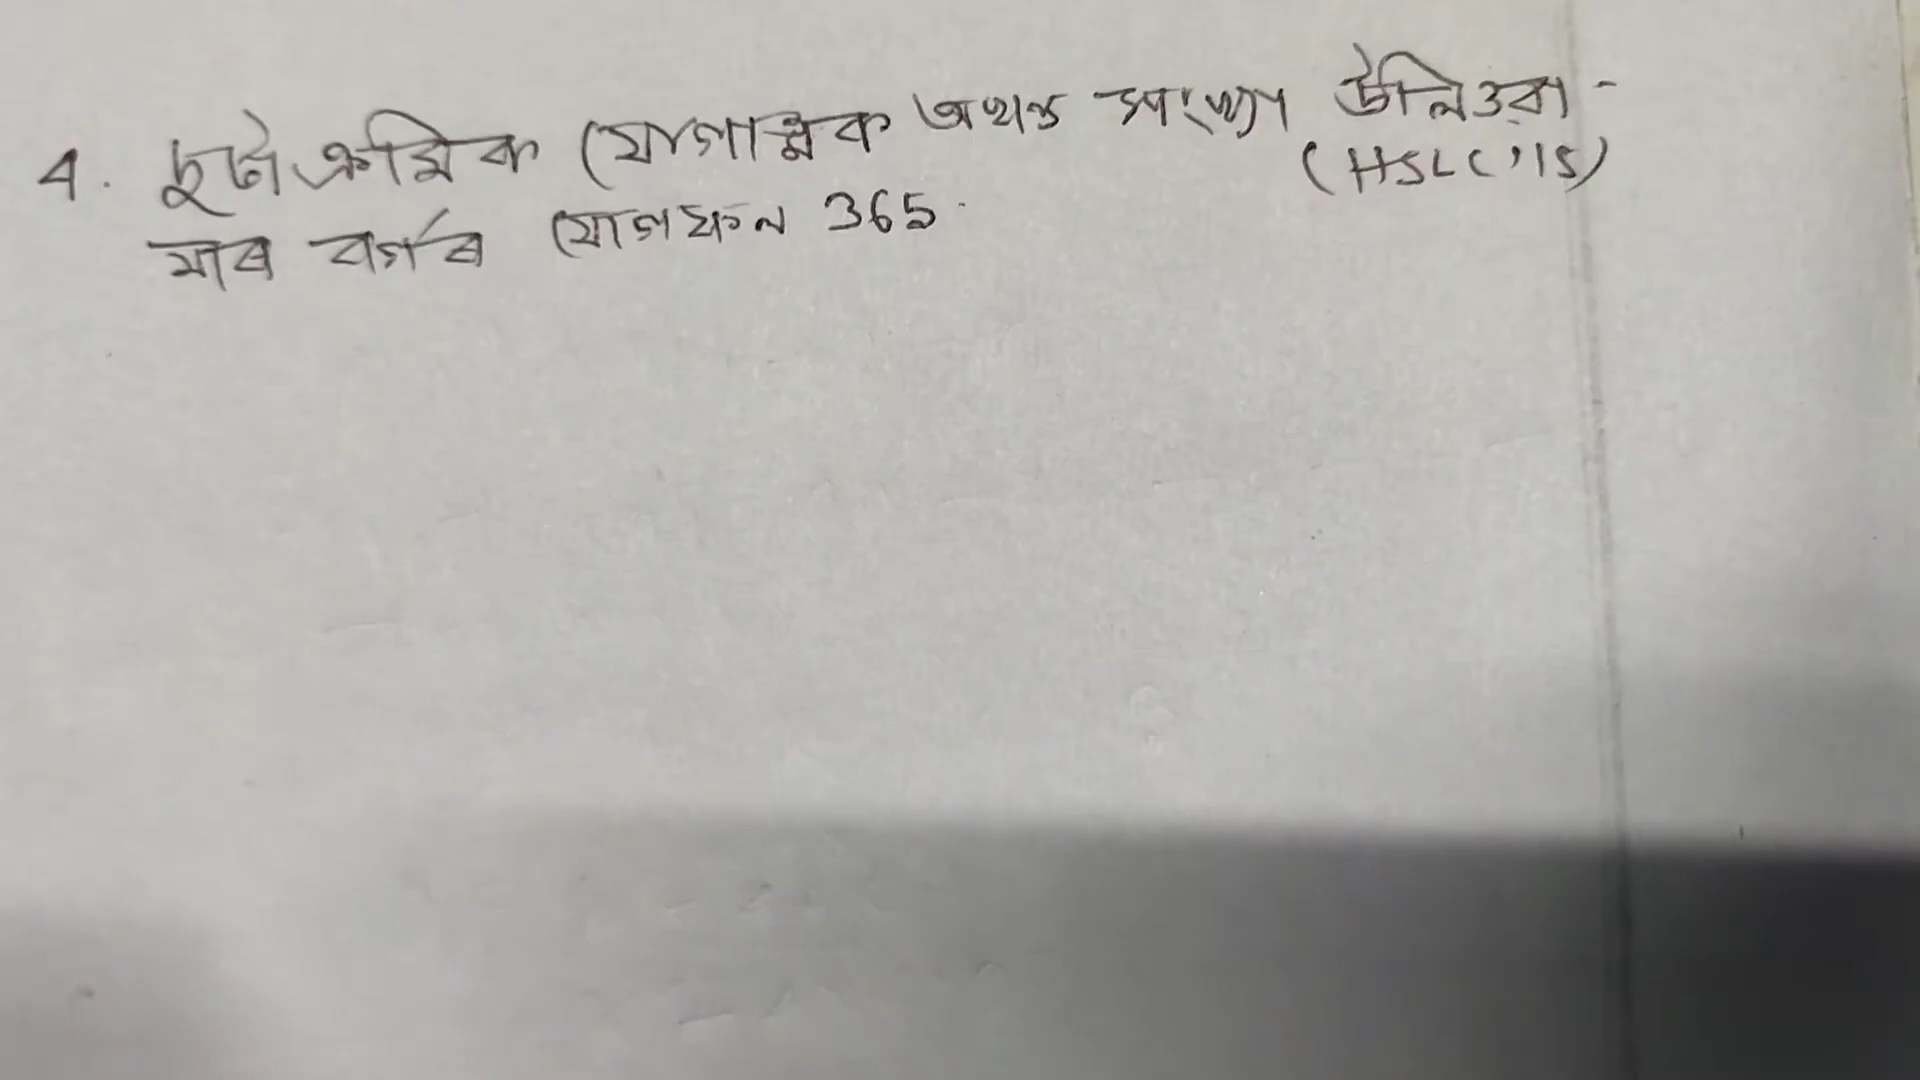 4. দুটা ক্ৰমিক যোগাত্মক অখণ্ড সংখ্যা উলিওৱা -
(HSLC '15)
যাৰ বৰ্গৰ যোগফল 365.